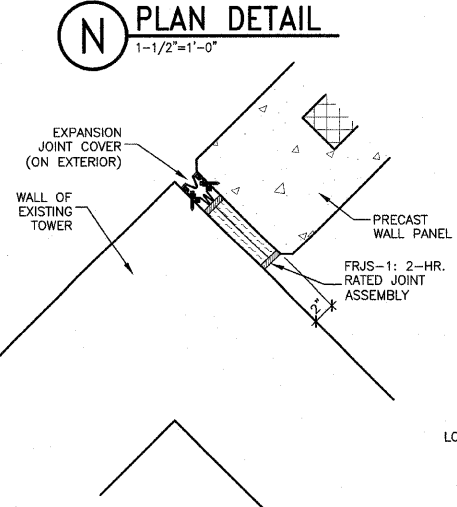 N
PLAN DETAIL
1-1/2"=1'-0"
EXPANSION
JOINT COVER
(ON EXTERIOR)
WALL OF
EXISTING
TOWER
PRECAST
WALL PANEL
FRJS-1: 2-HR.
RATED JOINT
ASSEMBLY
2"
LO